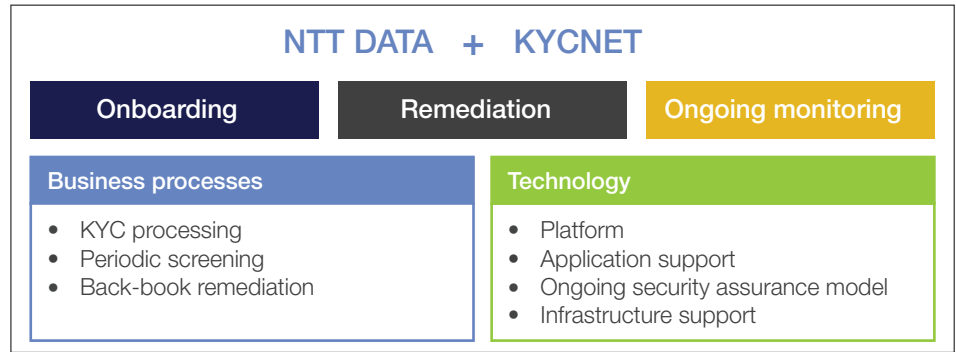 NTT DATA + KYCNET
Onboarding
Remediation
Ongoing monitoring
Business processes
• KYC processing
• Periodic screening
• Back-book remediation
Technology
• Platform
• Application support
• Ongoing security assurance model
• Infrastructure support